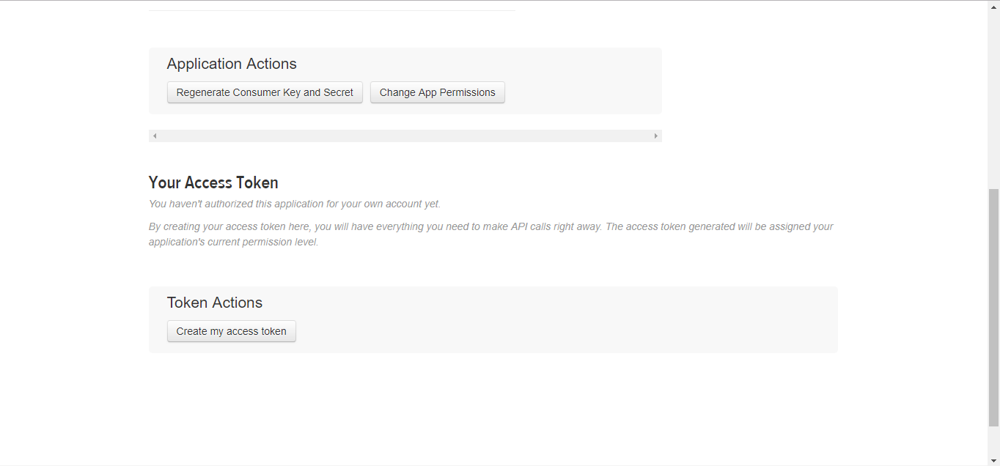 Application Actions
Regenerate Consumer Key and Secret
Change App Permissions
Your Access Token
You haven't authorized this application for your own account yet.
By creating your access token here, you will have everything you need to make API calls right away. The access token generated will be assigned your
application's current permission level.
Token Actions
Create my access token